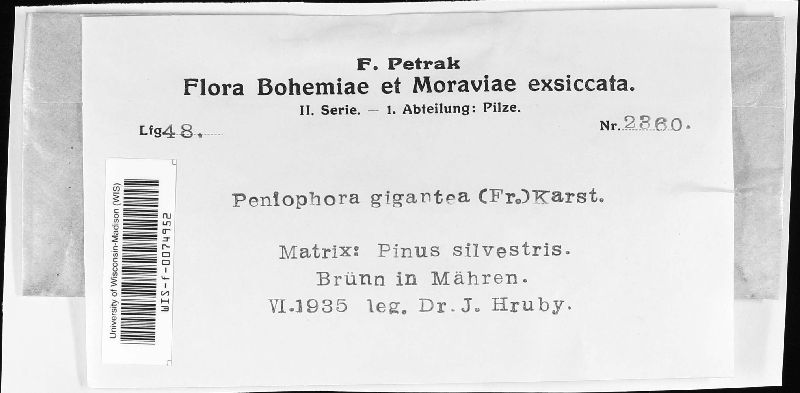 F. Petrak
Flora Bohemiae et Moraviae exsiccata.
II. Serie. — 1. Abteilung: Pilze.
Lfg 48.
Nr. 2360.
Peniophora gigantea (Fr.) Karst.
Matrix: Pinus silvestris.
Brünn in Mähren.
VI.1935 leg. Dr. J. Hruby.
University of Wisconsin-Madison (WIS)
WIS-f-0074952